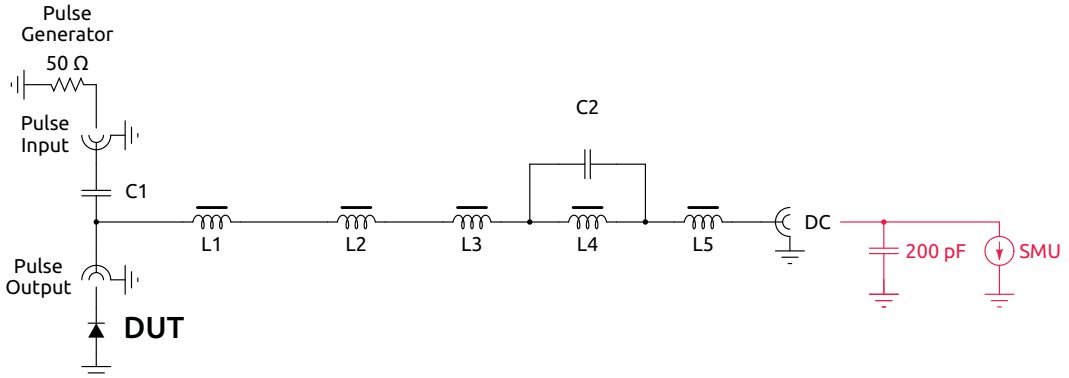 Pulse
Generator
50 Ω
Pulse
Input
C1
C2
L1
L2
L3
L4
L5
DC
200 pF
SMU
Pulse
Output
DUT